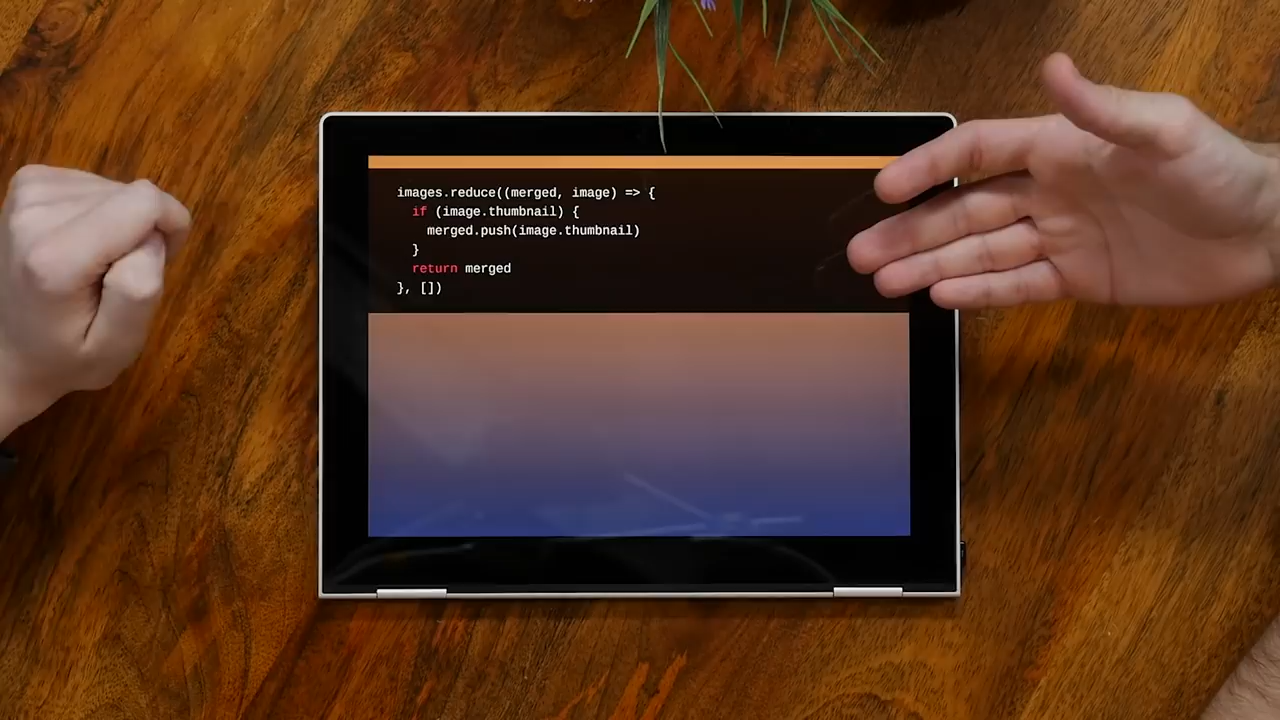 images.reduce((merged, image) => {
  if (image.thumbnail) {
    merged.push(image.thumbnail)
  }
  return merged
}, [])